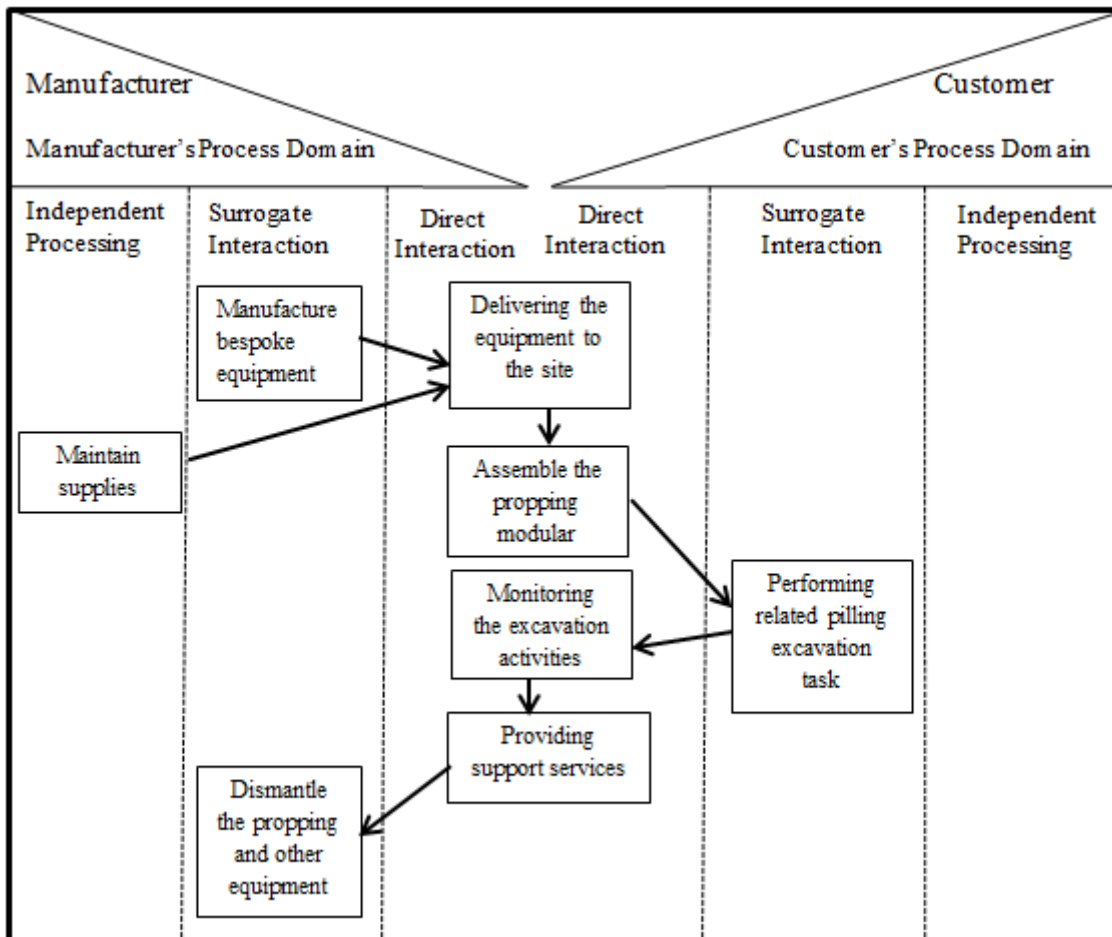 Manufacturer
Customer
Manufacturer's Process Domain
Customer's Process Domain
Independent
Processing
Surrogate
Interaction
Direct
Interaction
Direct
Interaction
Surrogate
Interaction
Independent
Processing
Manufacture
bespoke
equipment
Delivering the
equipment to
the site
Maintain
supplies
Assemble the
propping
modular
Monitoring
the excavation
activities
Performing
related pilling
excavation
task
Providing
support services
Dismantle
the propping
and other
equipment